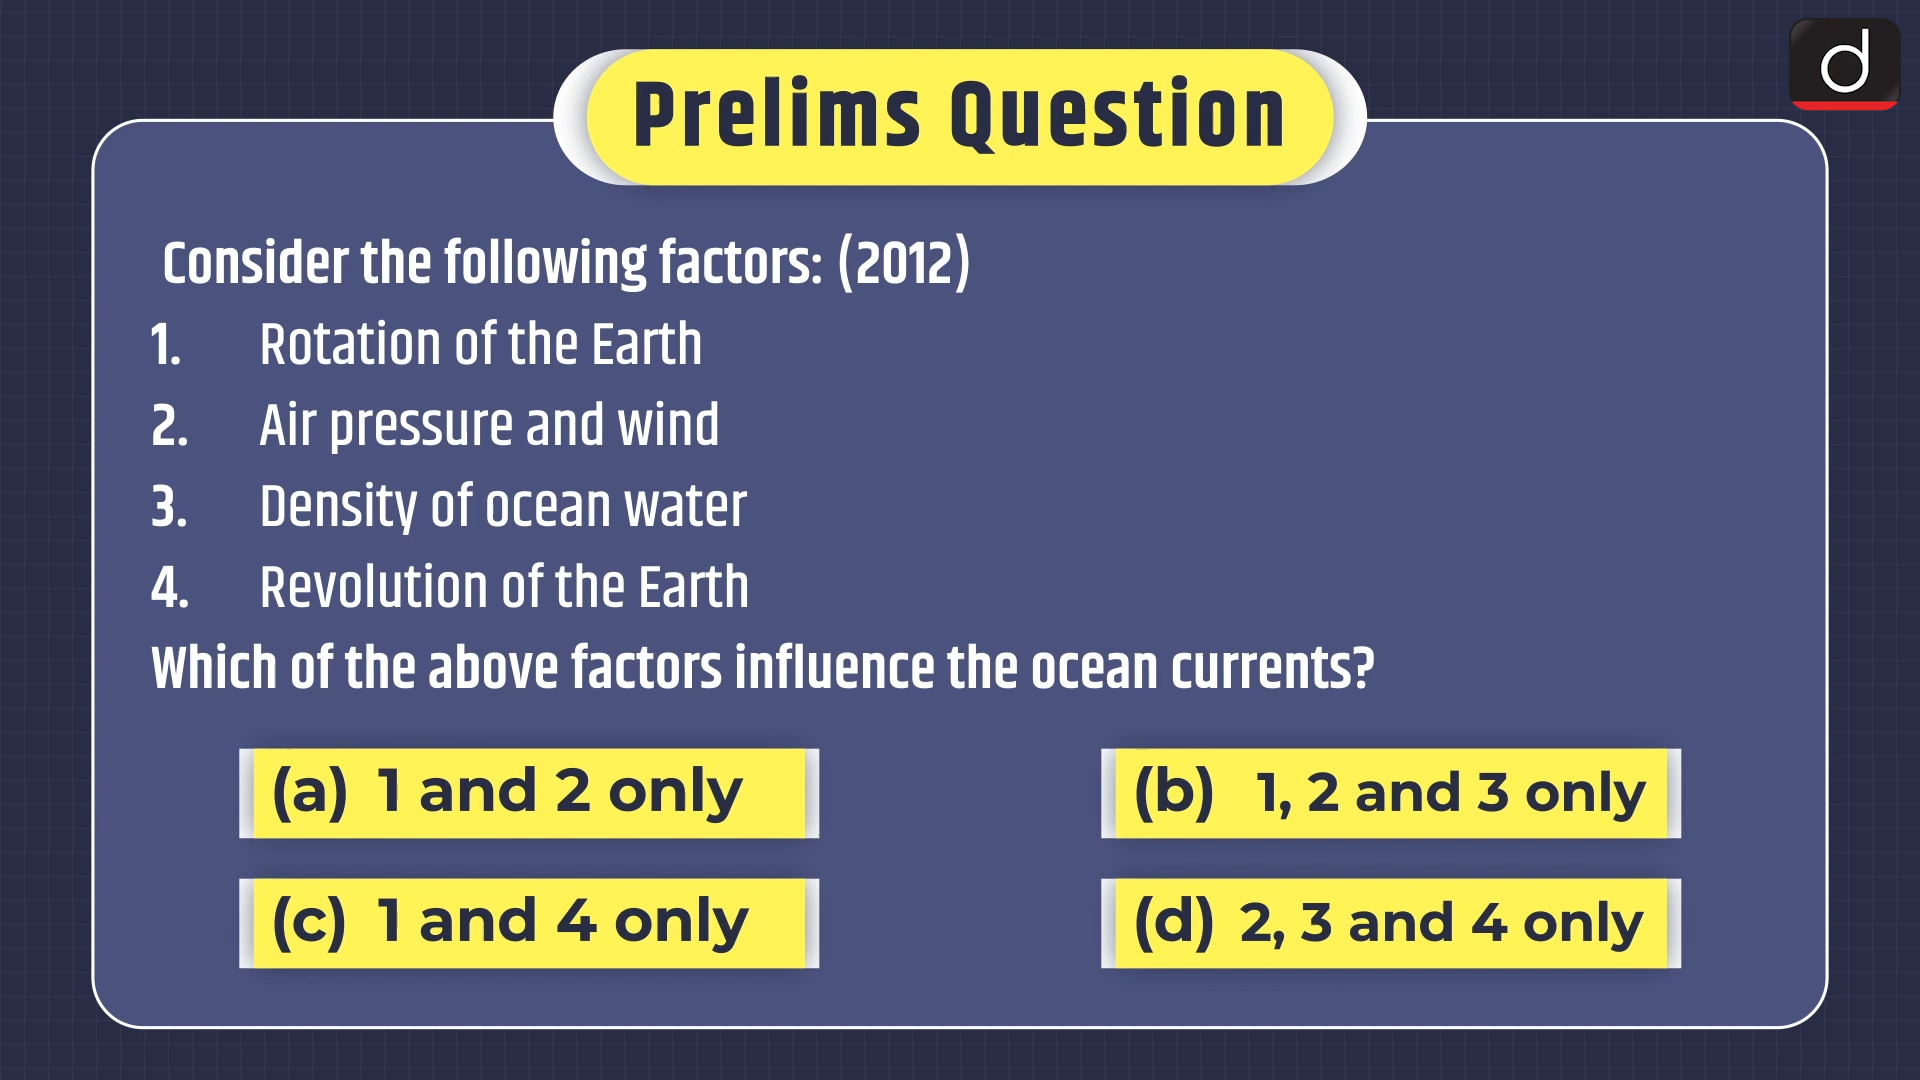 Prelims Question
Consider the following factors: (2012)
1. Rotation of the Earth
2. Air pressure and wind
3. Density of ocean water
4. Revolution of the Earth
Which of the above factors influence the ocean currents?
(a) 1 and 2 only
(b) 1, 2 and 3 only
(c) 1 and 4 only
(d) 2, 3 and 4 only
d